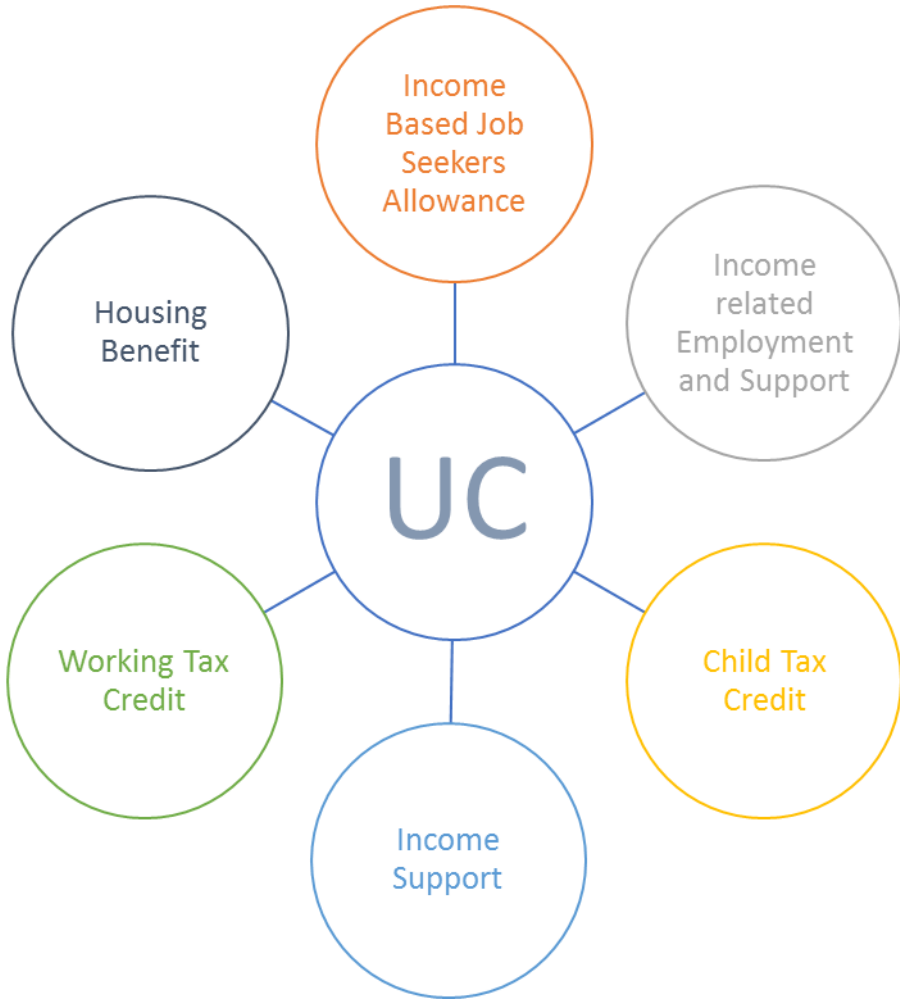 Income
Based Job
Seekers
Allowance
Income
related
Employment
and Support
Housing
Benefit
UC
Working Tax
Credit
Child Tax
Credit
Income
Support